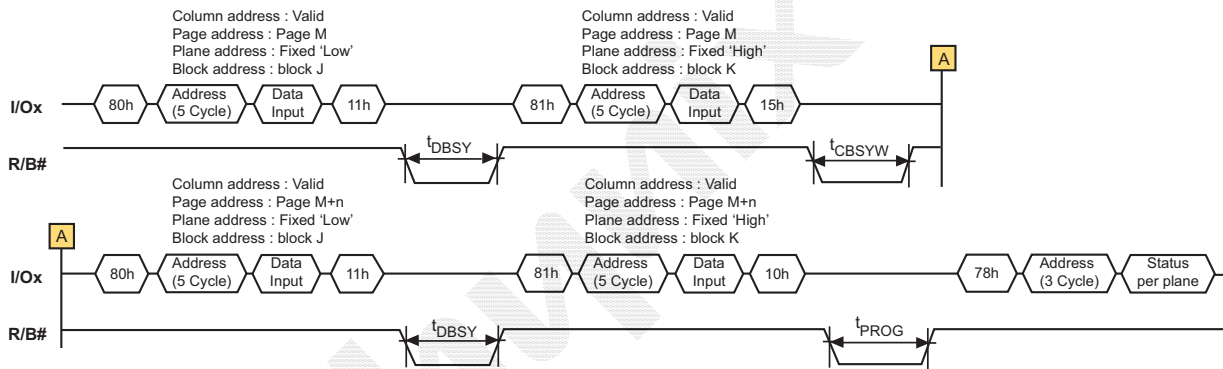 Column address : Valid
Page address : Page M
Plane address : Fixed 'Low'
Block address : block J
Column address : Valid
Page address : Page M
Plane address : Fixed 'High'
Block address : block K
A
I/Ox
80h
Address
(5 Cycle)
Data
Input
11h
81h
Address
(5 Cycle)
Data
Input
15h
R/B#
tDBSY
tCBSYW
Column address : Valid
Page address : Page M+n
Plane address : Fixed 'Low'
Block address : block J
Column address : Valid
Page address : Page M+n
Plane address : Fixed 'High'
Block address : block K
A
I/Ox
80h
Address
(5 Cycle)
Data
Input
11h
81h
Address
(5 Cycle)
Data
Input
10h
78h
Address
(3 Cycle)
Status
per plane
R/B#
tDBSY
tPROG